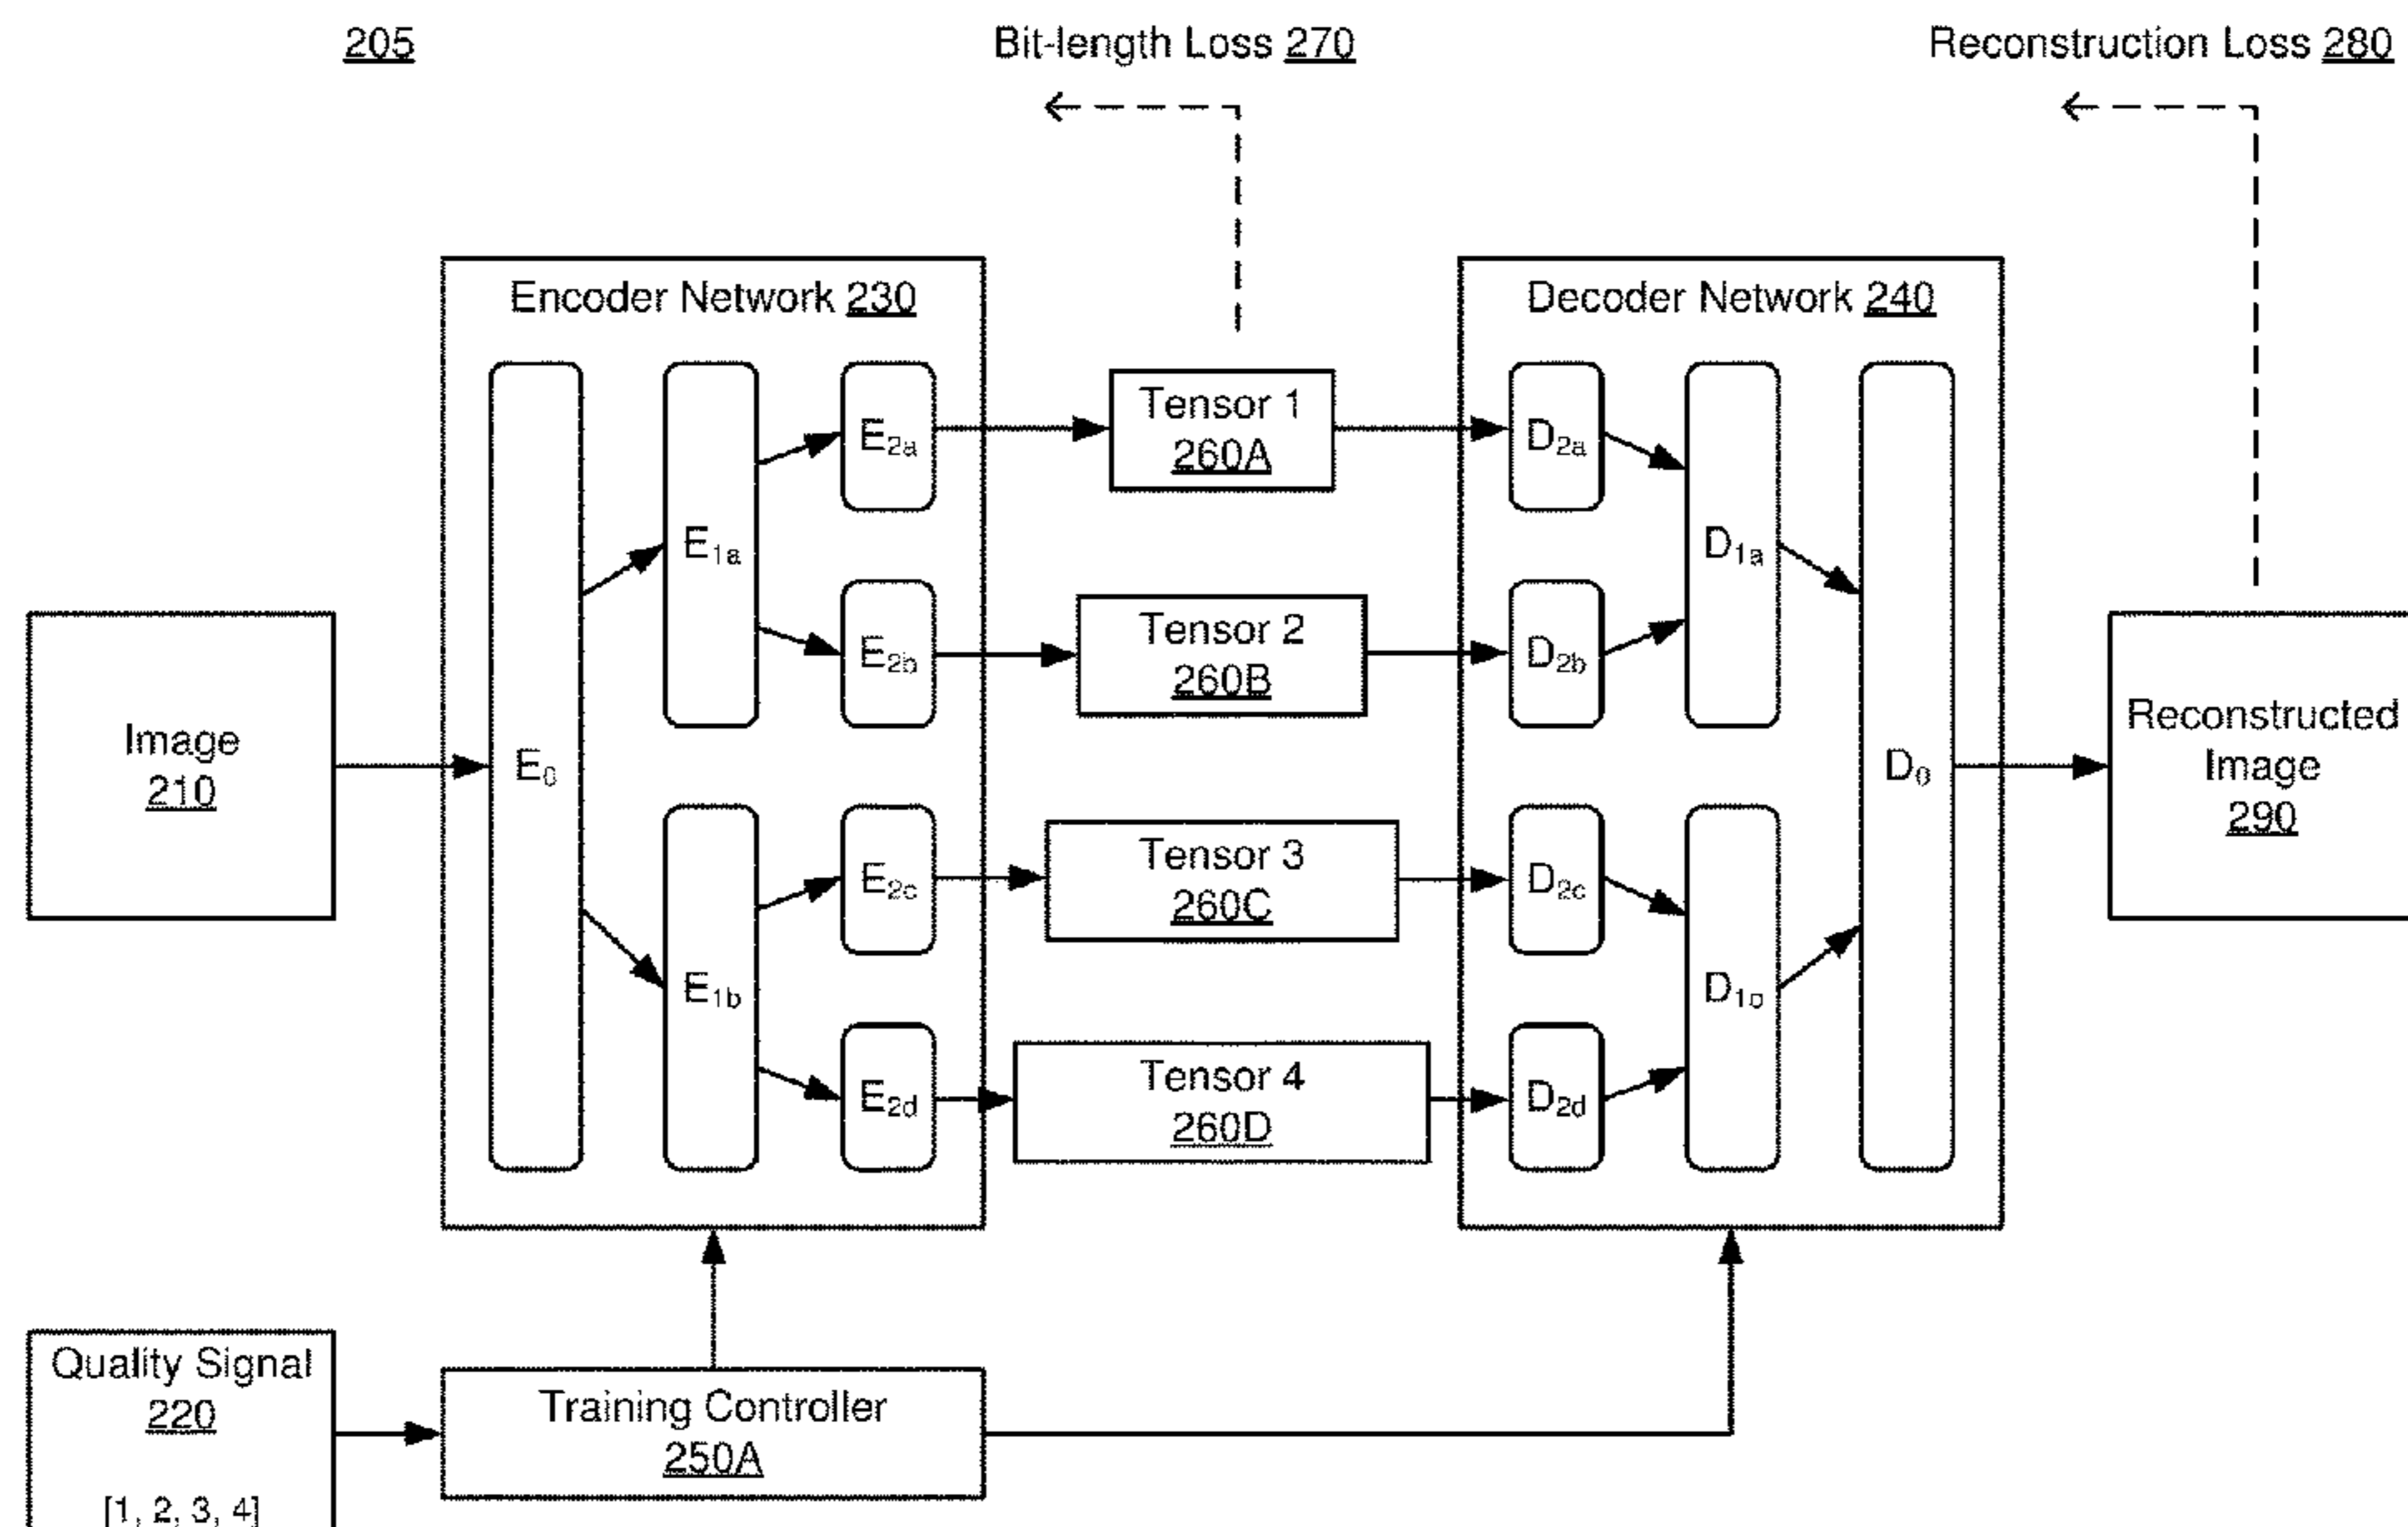 205
Bit-length Loss 270
Reconstruction Loss 280
Encoder Network 230
Decoder Network 240
E0
E1a
E1b
E2a
E2b
E2c
E2d
Tensor 1
260A
Tensor 2
260B
Tensor 3
260C
Tensor 4
260D
D2a
D2b
D2c
D2d
D1a
D1b
D0
Image
210
Reconstructed
Image
290
Quality Signal
220
[1, 2, 3, 4]
Training Controller
250A